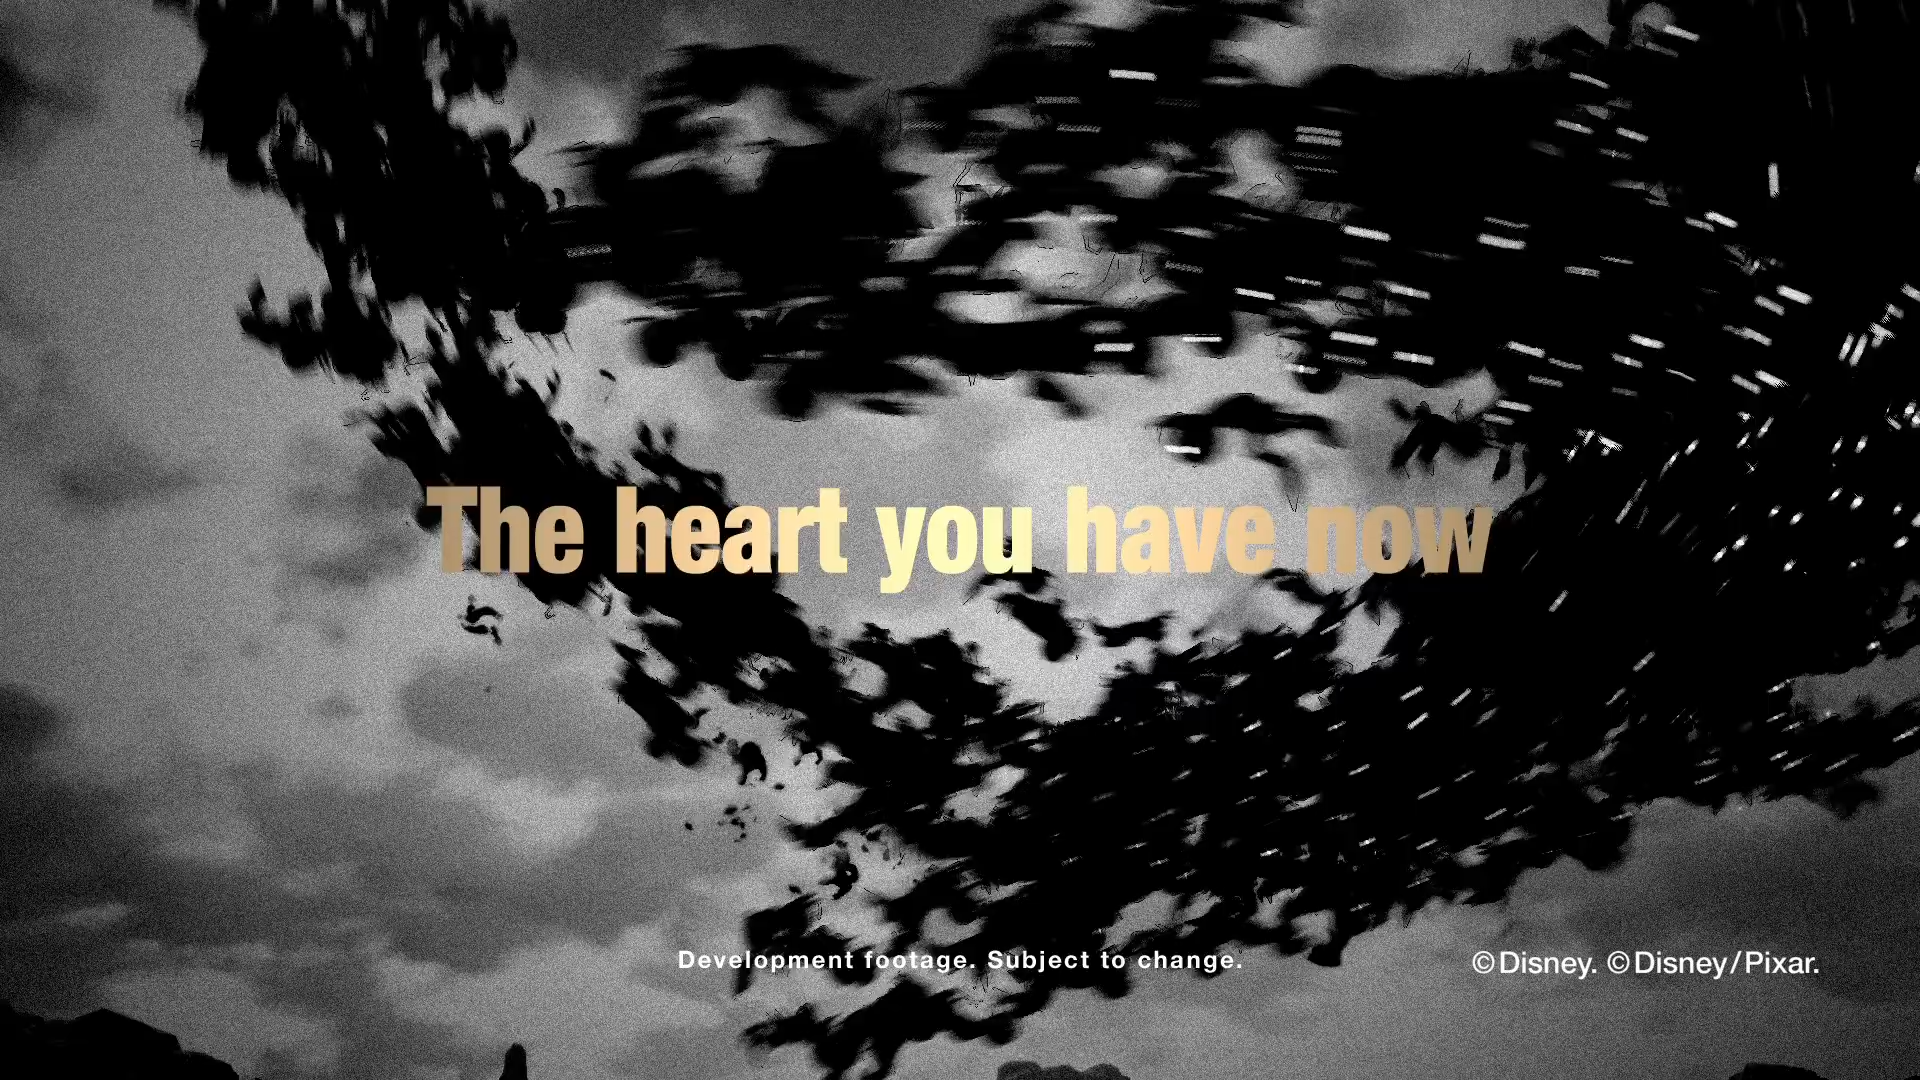 The heart you have now
Development footage. Subject to change.
©Disney. ©Disney/Pixar.